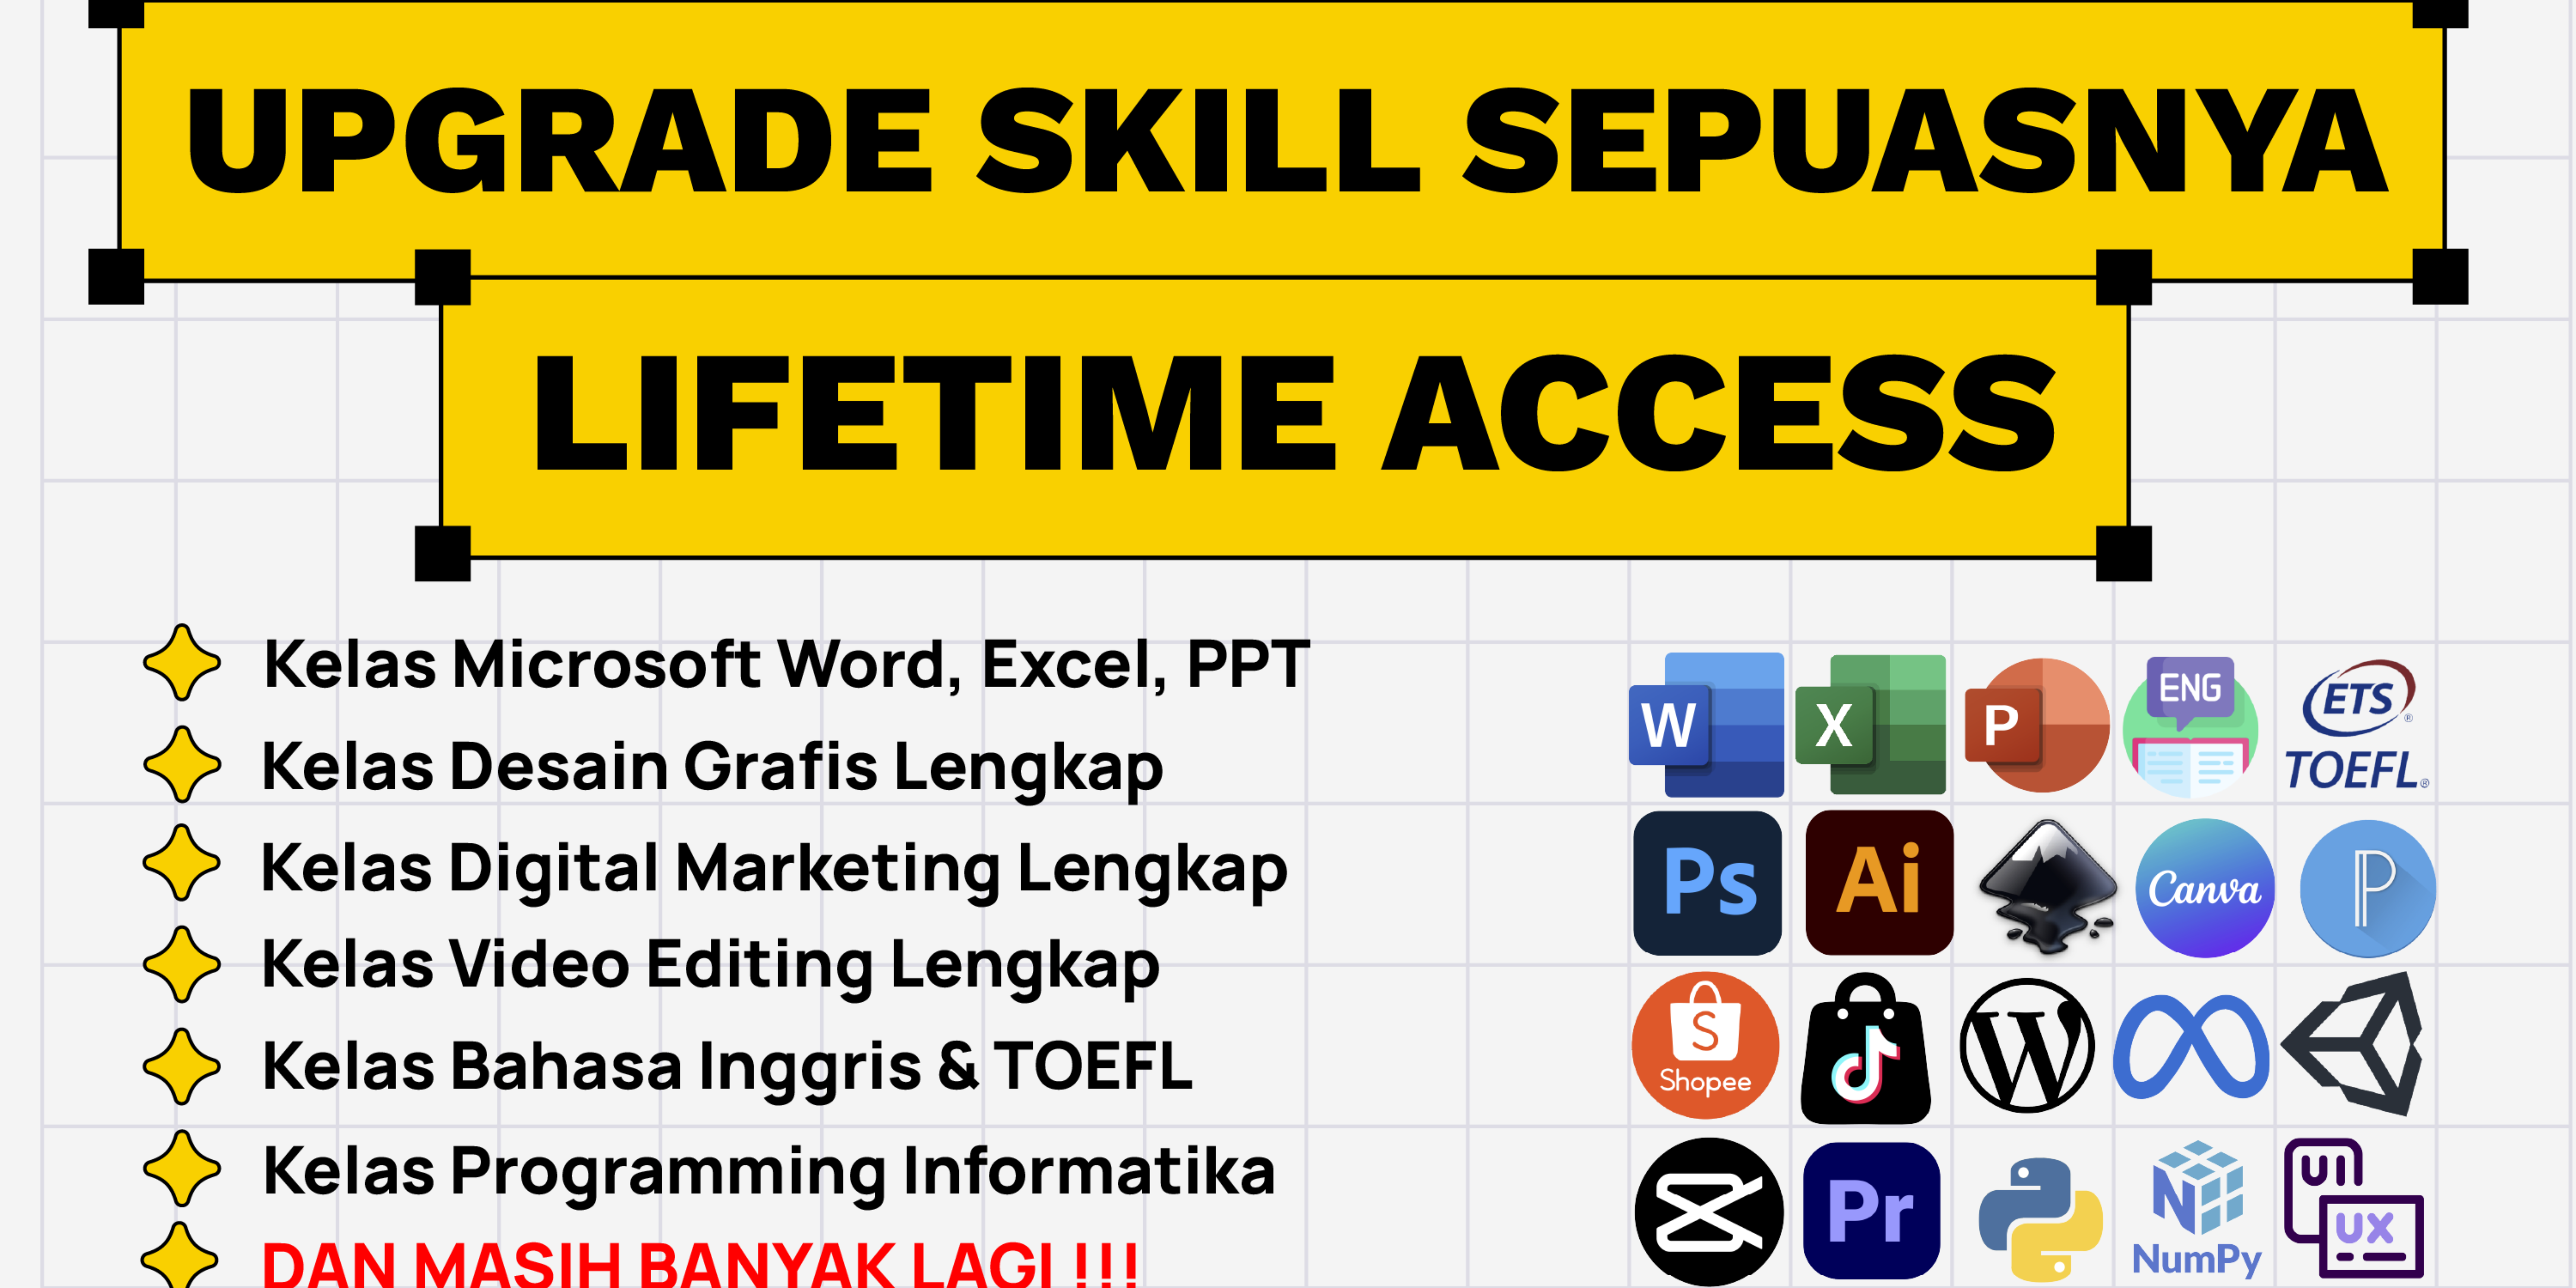 UPGRADE SKILL SEPUASNYA
LIFETIME ACCESS
Kelas Microsoft Word, Excel, PPT
Kelas Desain Grafis Lengkap
Kelas Digital Marketing Lengkap
Kelas Video Editing Lengkap
Kelas Bahasa Inggris & TOEFL
Kelas Programming Informatika
DAN MASIH BANYAK LAGI !!!
W X P ENG ETS®
TOEFL®
Ps Ai Canva P
S
Shopee
Pr NumPy UI
UX